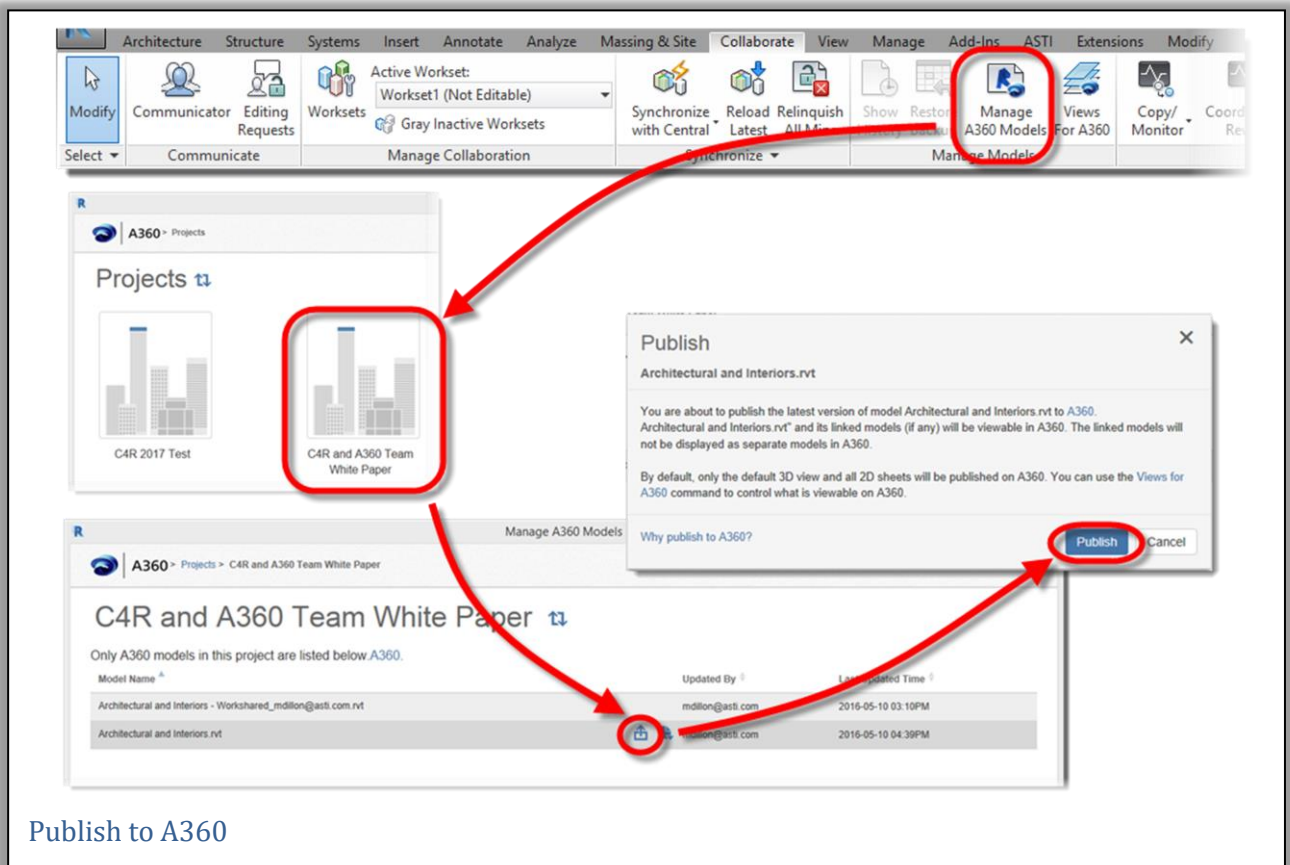 Architecture Structure Systems Insert Annotate Analyze Massing & Site Collaborate View Manage Add-Ins ASTI Extensions Modify
Active Workset:
Workset1 (Not Editable)
Gray Inactive Worksets
Modify Communicator Editing Requests Worksets Synchronize with Central Reload Latest Relinquish All Mine Show Manage A360 Models Views For A360 Copy/ Monitor
Select Communicate Manage Collaboration Synchronize Manage Models
R
A360 > Projects
Projects
C4R 2017 Test
C4R and A360 Team
White Paper
Publish
Architectural and Interiors.rvt
You are about to publish the latest version of model Architectural and Interiors.rvt to A360.
Architectural and Interiors.rvt" and its linked models (if any) will be viewable in A360. The linked models will
not be displayed as separate models in A360.
By default, only the default 3D view and all 2D sheets will be published on A360. You can use the Views for
A360 command to control what is viewable on A360.
Why publish to A360?
Publish Cancel
R Manage A360 Models
A360 > Projects > C4R and A360 Team White Paper
C4R and A360 Team White Paper
Only A360 models in this project are listed below A360.
Model Name Updated By Last Updated Time
Architectural and Interiors - Workshared_mdillon@asti.com.rvt mdillon@asti.com 2016-05-10 03:10PM
Architectural and Interiors.rvt mdillon@asti.com 2016-05-10 04:39PM
Publish to A360